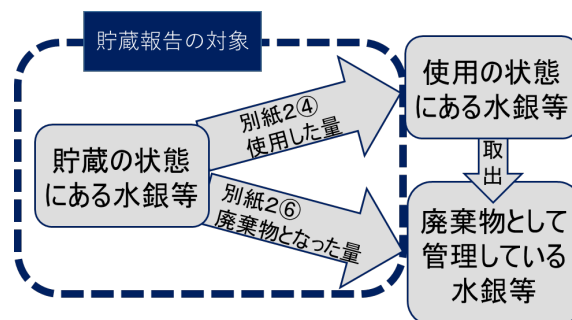 貯蔵報告の対象
使用の状態
にある水銀等
別紙2④
使用した量
貯蔵の状態
にある水銀等
取
出
別紙2⑥
廃棄物となった量
廃棄物として
管理している
水銀等